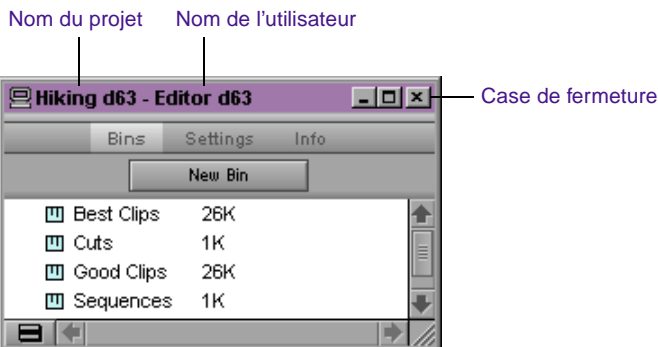 Nom du projet Nom de l'utilisateur
Hiking d63 - Editor d63
Case de fermeture
Bins Settings Info
New Bin
Best Clips 26K
Cuts 1K
Good Clips 26K
Sequences 1K